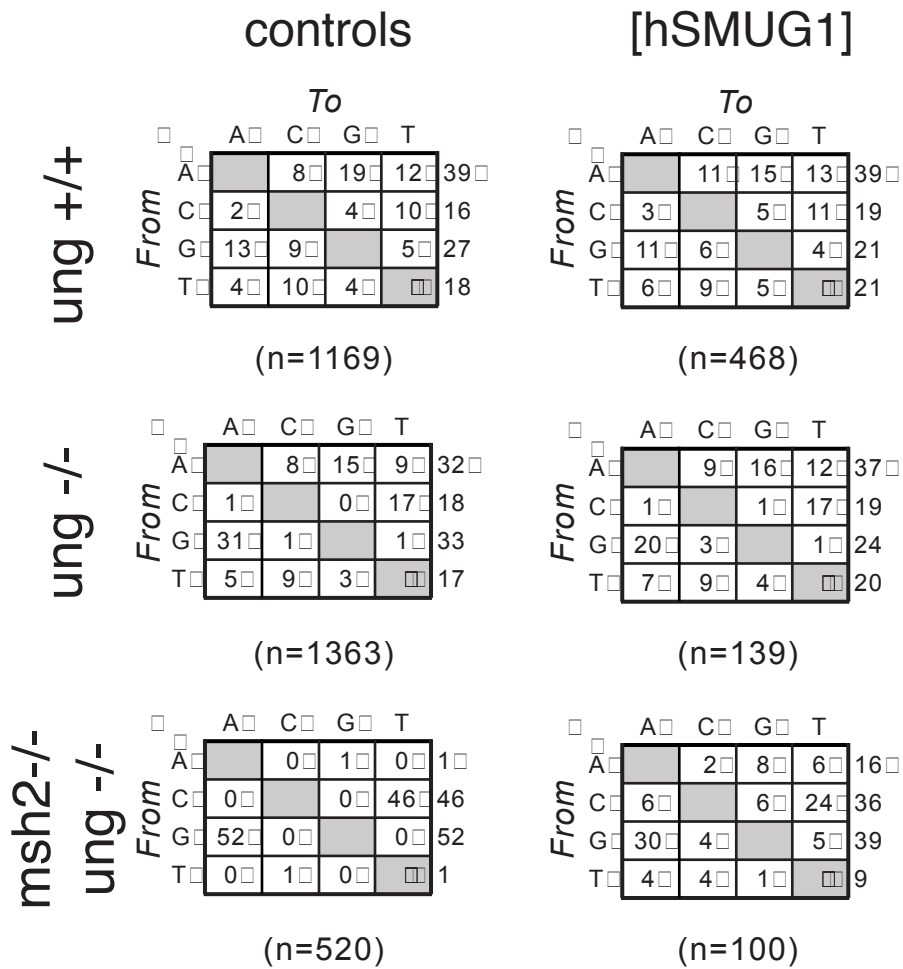 controls [hSMUG1]
To To
A C G T A C G T
ung +/+
From From
A 8 19 12 39 A 11 15 13 39
C 2 4 10 16 C 3 5 11 19
G 13 9 5 27 G 11 6 4 21
T 4 10 4 18 T 6 9 5 21
(n=1169) (n=468)
A C G T A C G T
ung -/-
From From
A 8 15 9 32 A 9 16 12 37
C 1 0 17 18 C 1 1 17 19
G 31 1 1 33 G 20 3 1 24
T 5 9 3 17 T 7 9 4 20
(n=1363) (n=139)
A C G T A C G T
msh2-/-
ung -/-
From From
A 0 1 0 1 A 2 8 6 16
C 0 0 46 46 C 6 6 24 36
G 52 0 0 52 G 30 4 5 39
T 0 1 0 1 T 4 4 1 9
(n=520) (n=100)